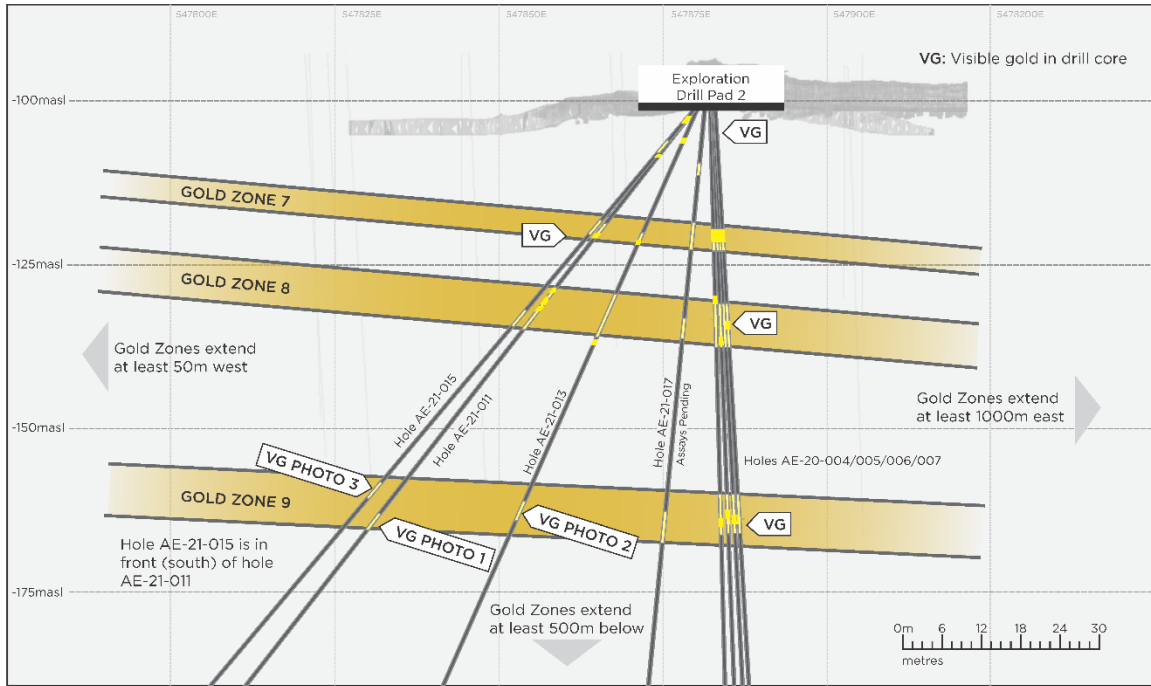 547800E
547825E
547850E
547875E
547900E
548200E
VG: Visible gold in drill core
-100masl
Exploration
Drill Pad 2
VG
GOLD ZONE 7
VG
-125masl
GOLD ZONE 8
VG
Gold Zones extend
at least 50m west
Hole AE-21-015
Hole AE-21-011
Hole AE-21-013
Hole AE-21-017
Assays Pending
Gold Zones extend
at least 1000m east
-150masl
Holes AE-20-004/005/006/007
VG PHOTO 3
GOLD ZONE 9
VG PHOTO 1
VG PHOTO 2
VG
Hole AE-21-015 is in
front (south) of hole
AE-21-011
-175masl
Gold Zones extend
at least 500m below
0m 6 12 18 24 30
metres